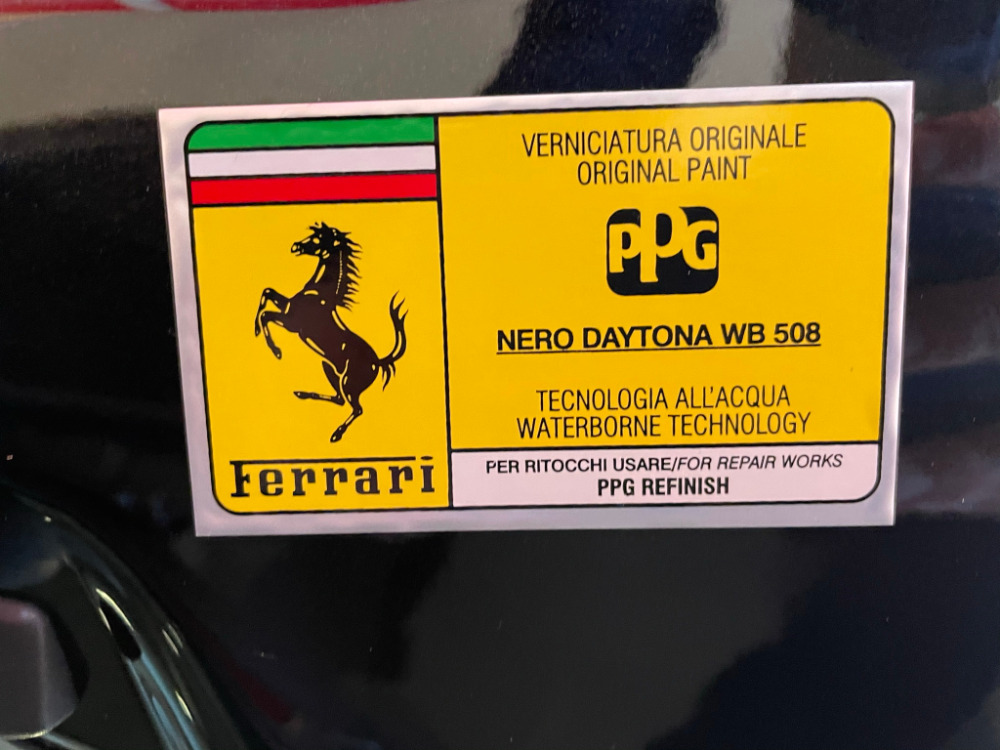 VERNICIATURA ORIGINALE
ORIGINAL PAINT
PPG
NERO DAYTONA WB 508
TECNOLOGIA ALL'ACQUA
WATERBORNE TECHNOLOGY
Ferrari
PER RITOCCHI USARE/FOR REPAIR WORKS
PPG REFINISH